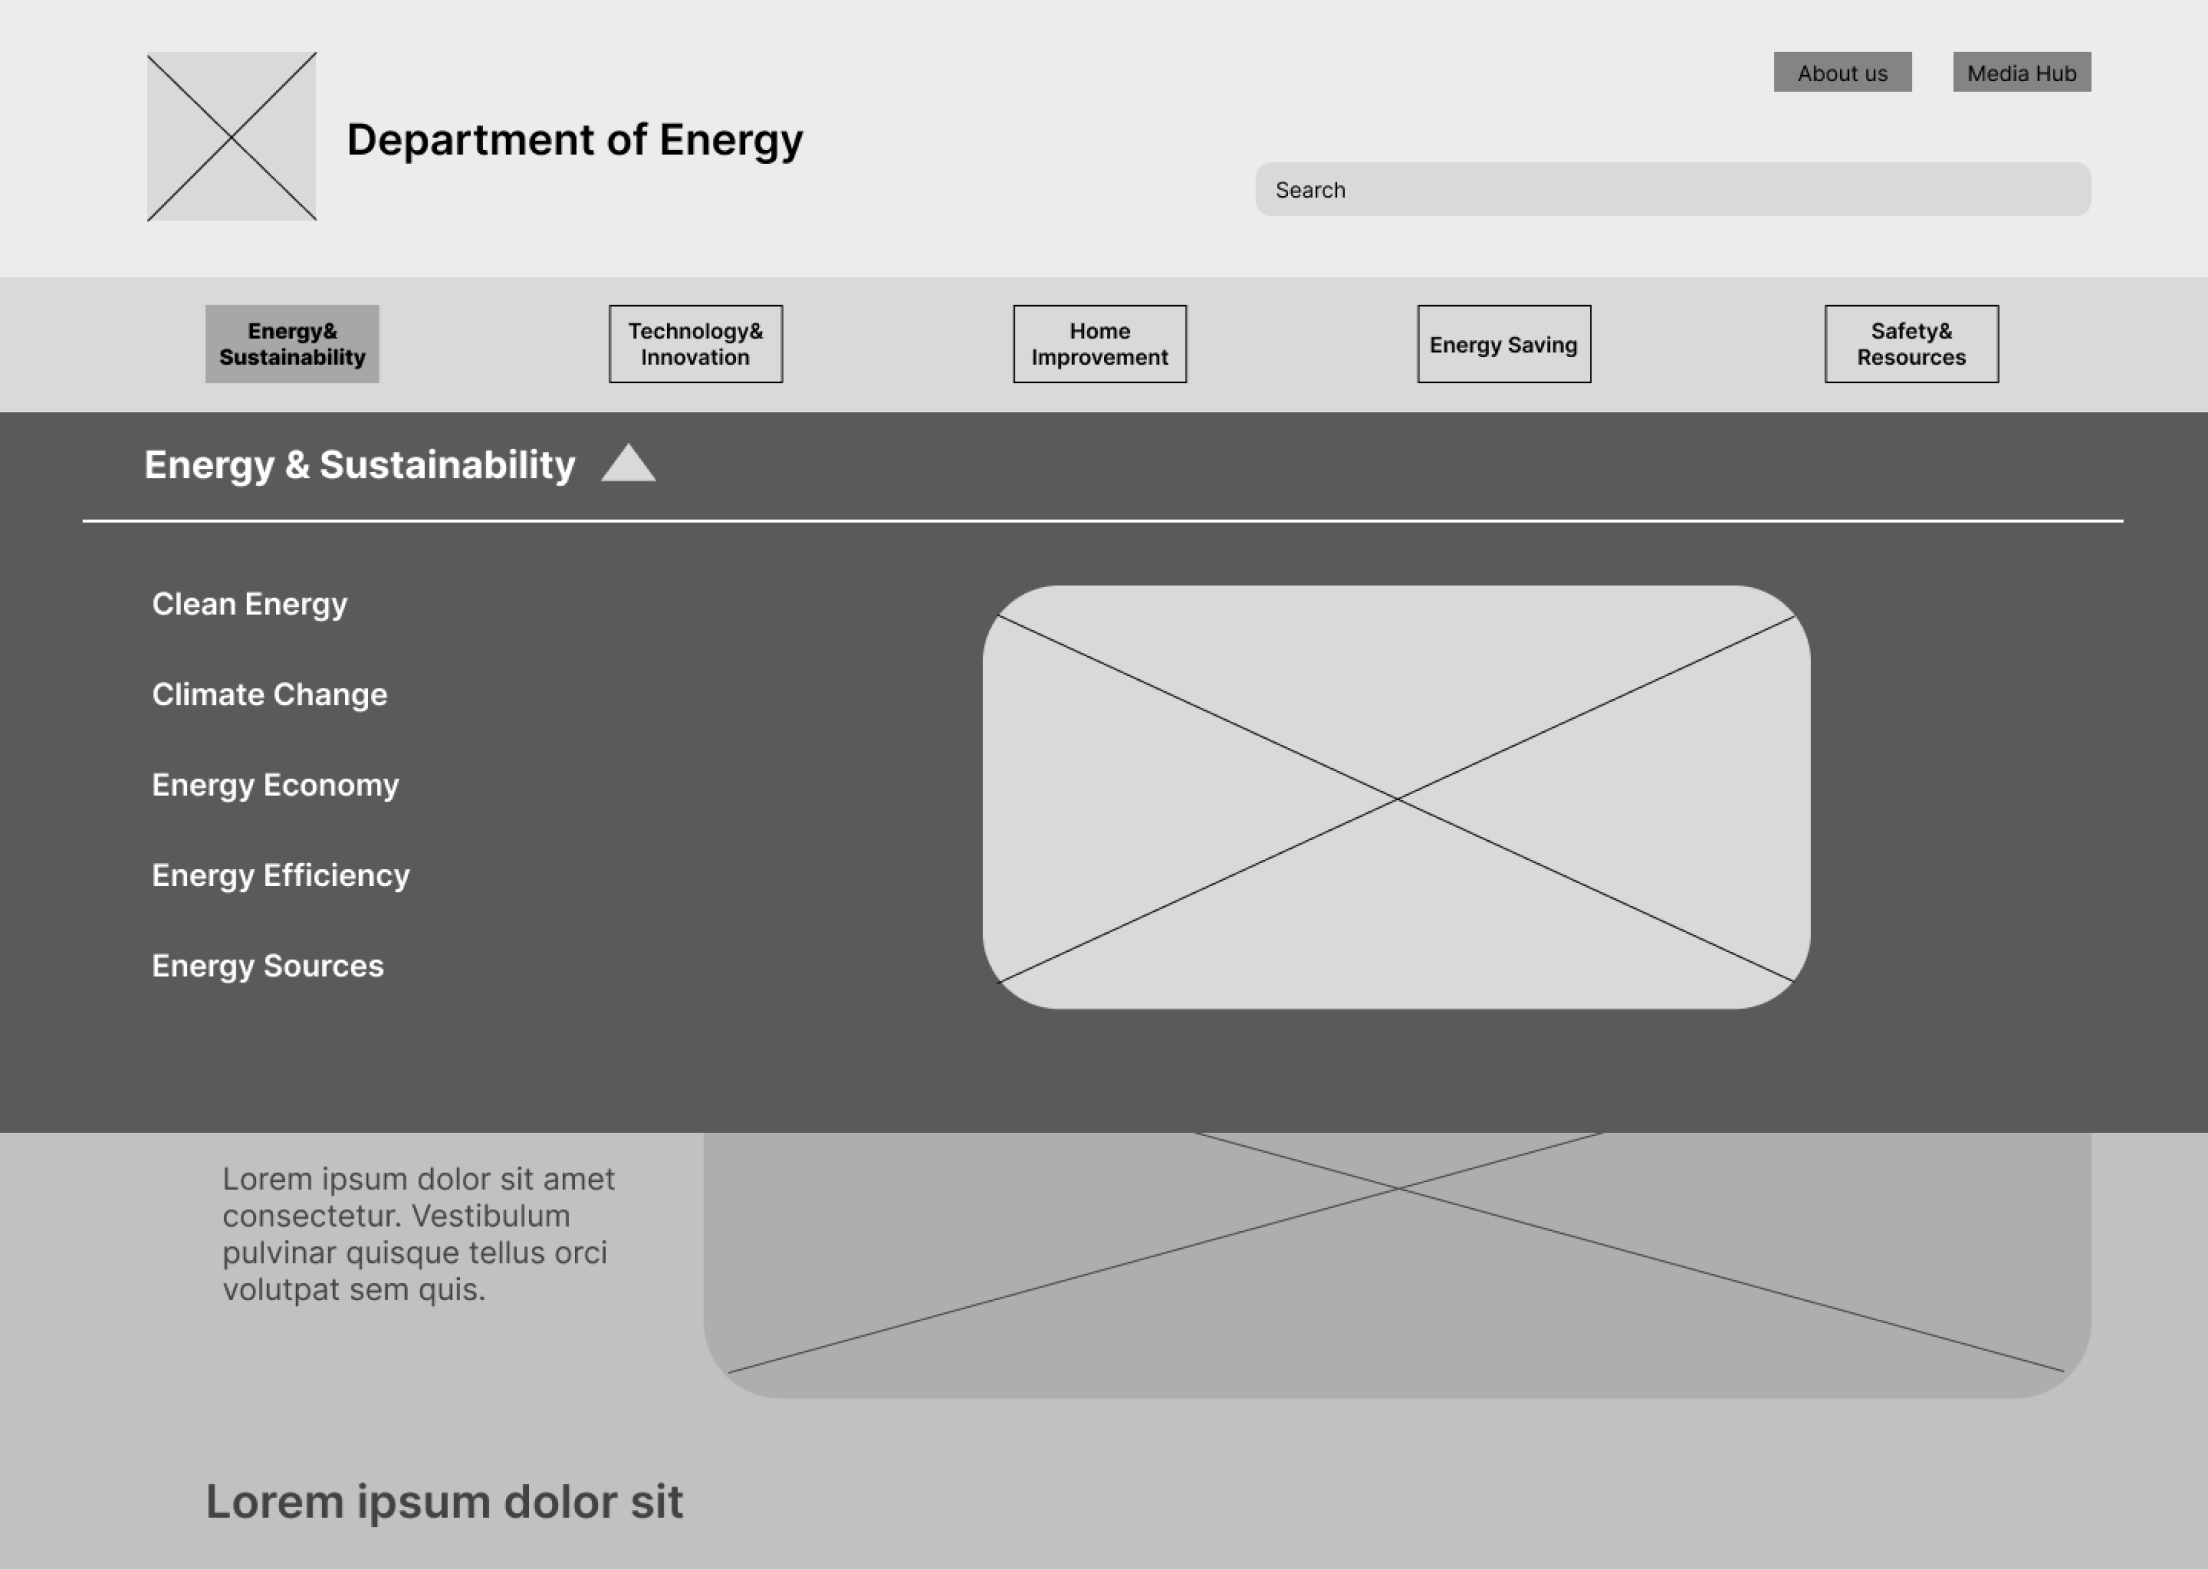 About us
Media Hub
Department of Energy
Search
Energy&
Sustainability
Technology&
Innovation
Home
Improvement
Energy Saving
Safety&
Resources
Energy & Sustainability
Clean Energy
Climate Change
Energy Economy
Energy Efficiency
Energy Sources
Lorem ipsum dolor sit amet
consectetur. Vestibulum
pulvinar quisque tellus orci
volutpat sem quis.
Lorem ipsum dolor sit